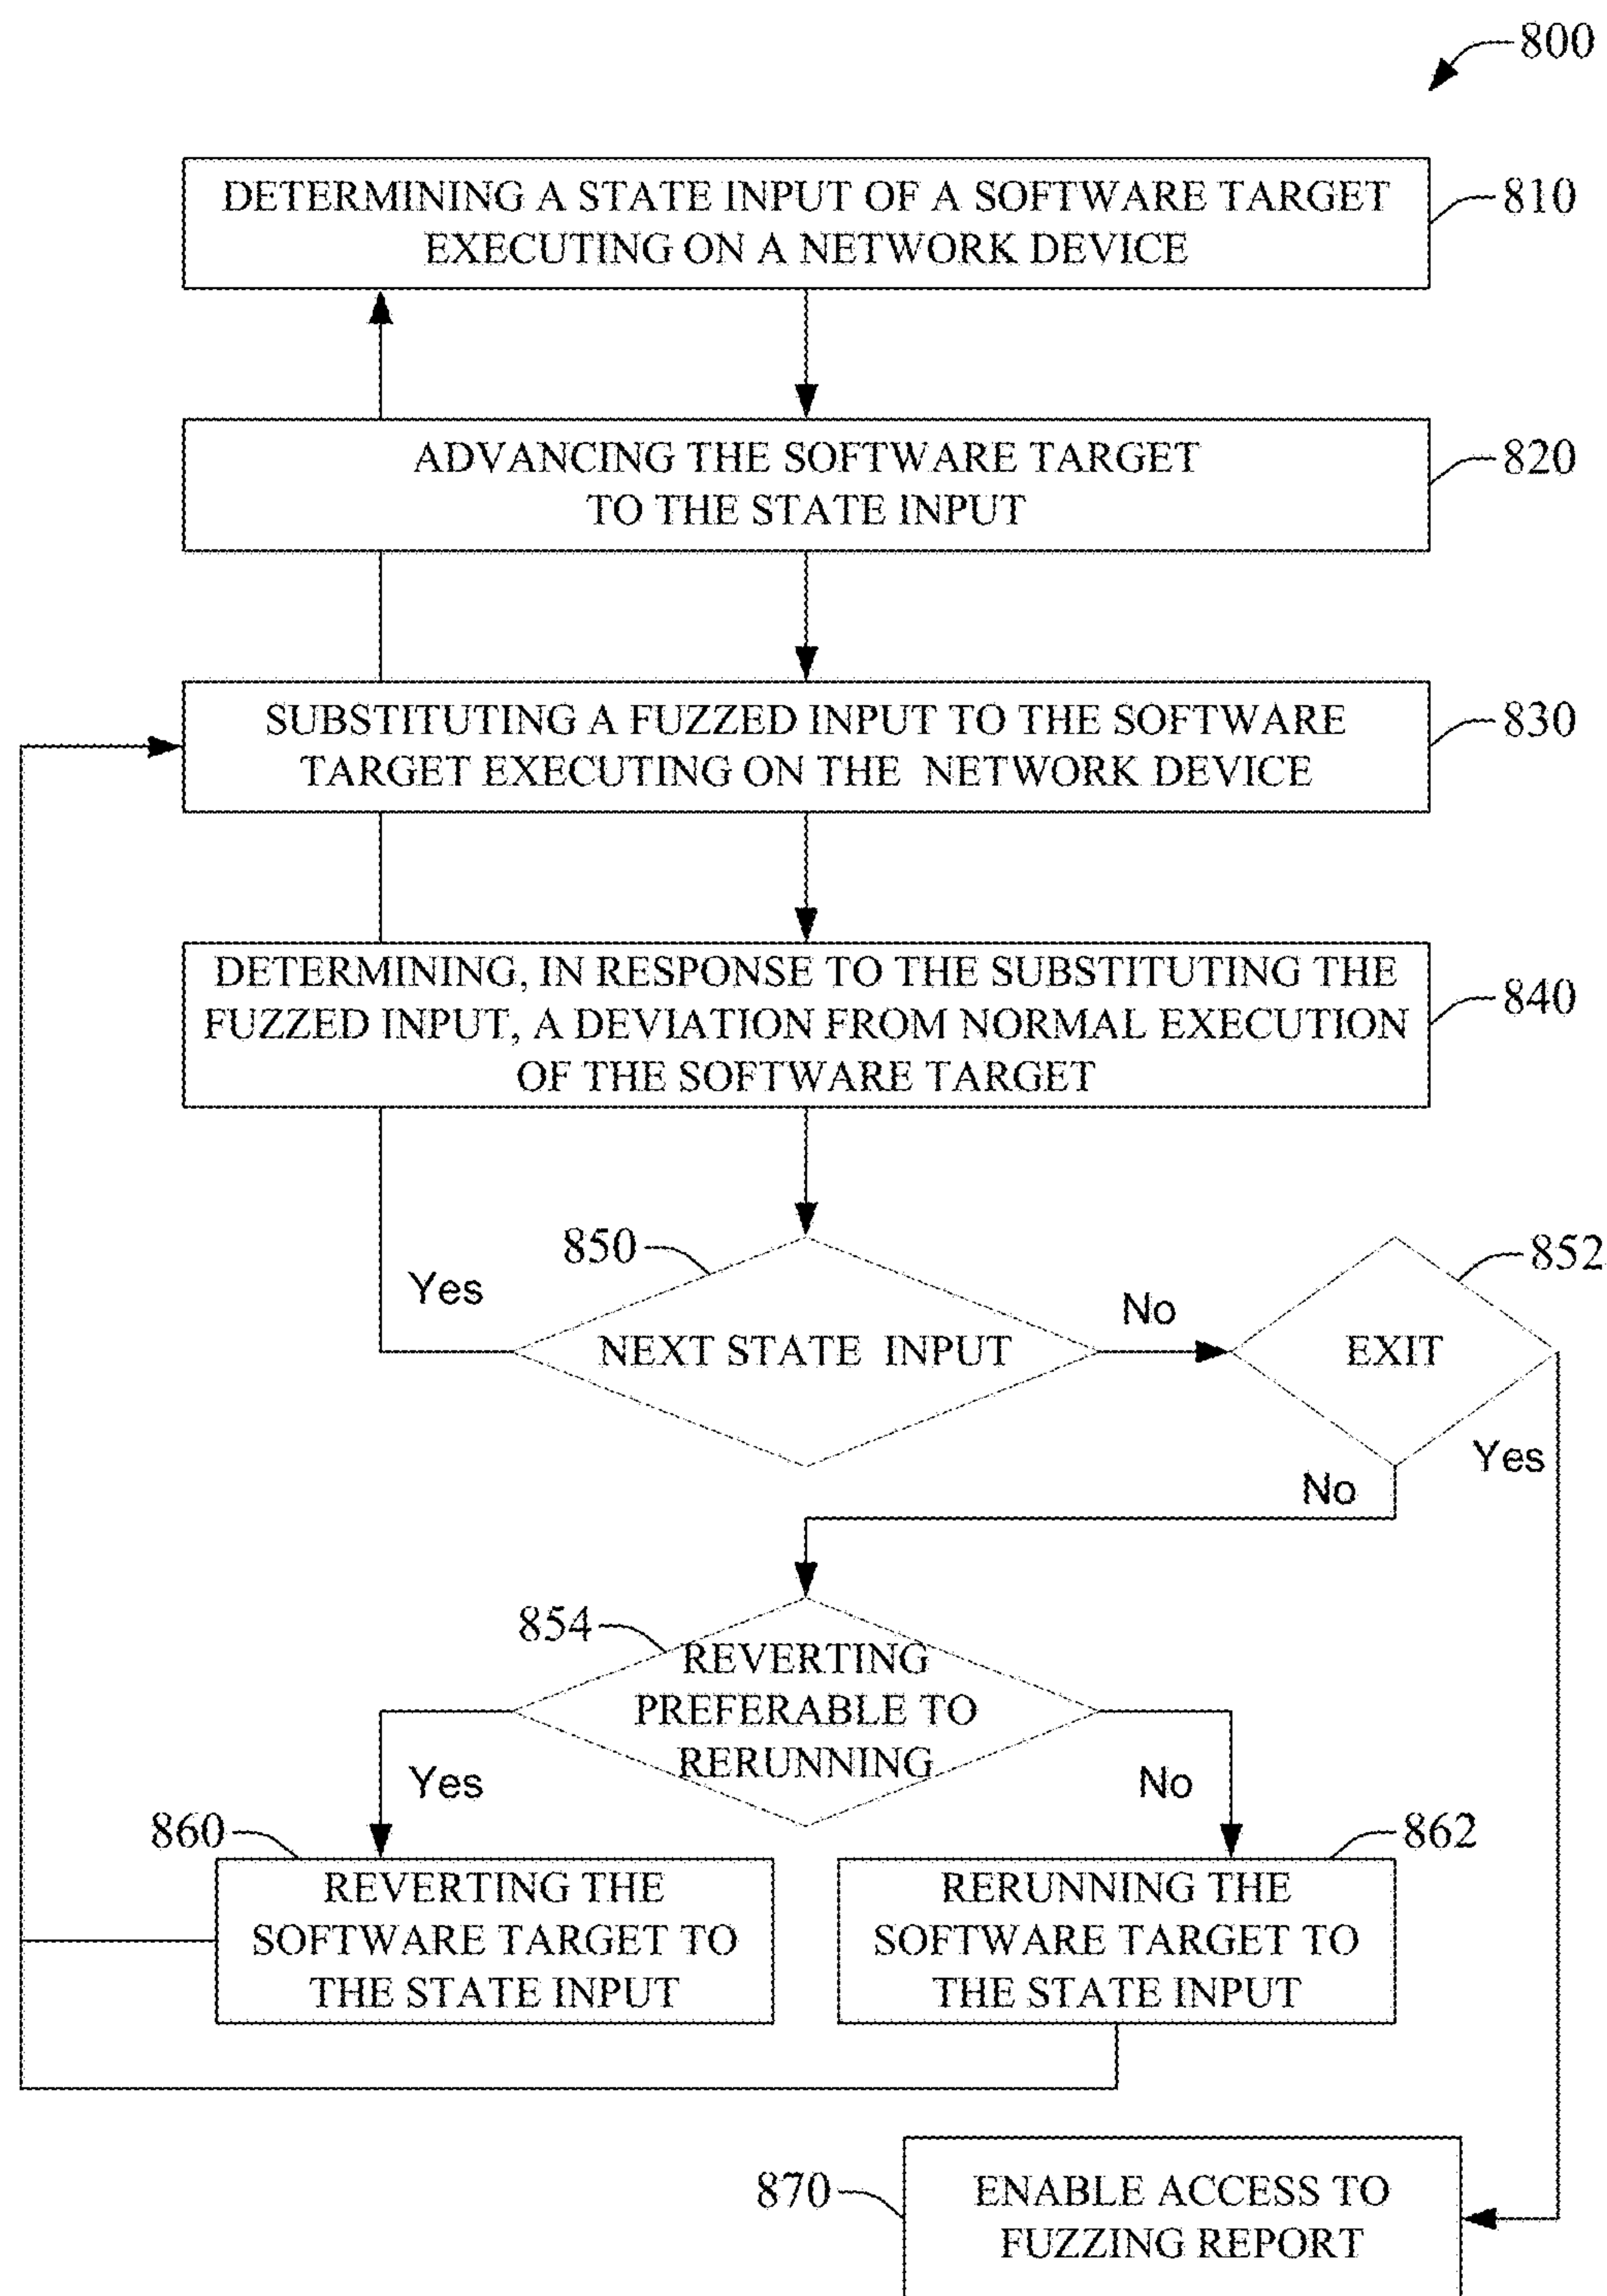 800
DETERMINING A STATE INPUT OF A SOFTWARE TARGET
EXECUTING ON A NETWORK DEVICE
810
ADVANCING THE SOFTWARE TARGET
TO THE STATE INPUT
820
SUBSTITUTING A FUZZED INPUT TO THE SOFTWARE
TARGET EXECUTING ON THE NETWORK DEVICE
830
DETERMINING, IN RESPONSE TO THE SUBSTITUTING THE
FUZZED INPUT, A DEVIATION FROM NORMAL EXECUTION
OF THE SOFTWARE TARGET
840
850
Yes
NEXT STATE INPUT
No
852
EXIT
Yes
No
854
REVERTING
PREFERABLE TO
RERUNNING
Yes
No
860
REVERTING THE
SOFTWARE TARGET TO
THE STATE INPUT
862
RERUNNING THE
SOFTWARE TARGET TO
THE STATE INPUT
870
ENABLE ACCESS TO
FUZZING REPORT